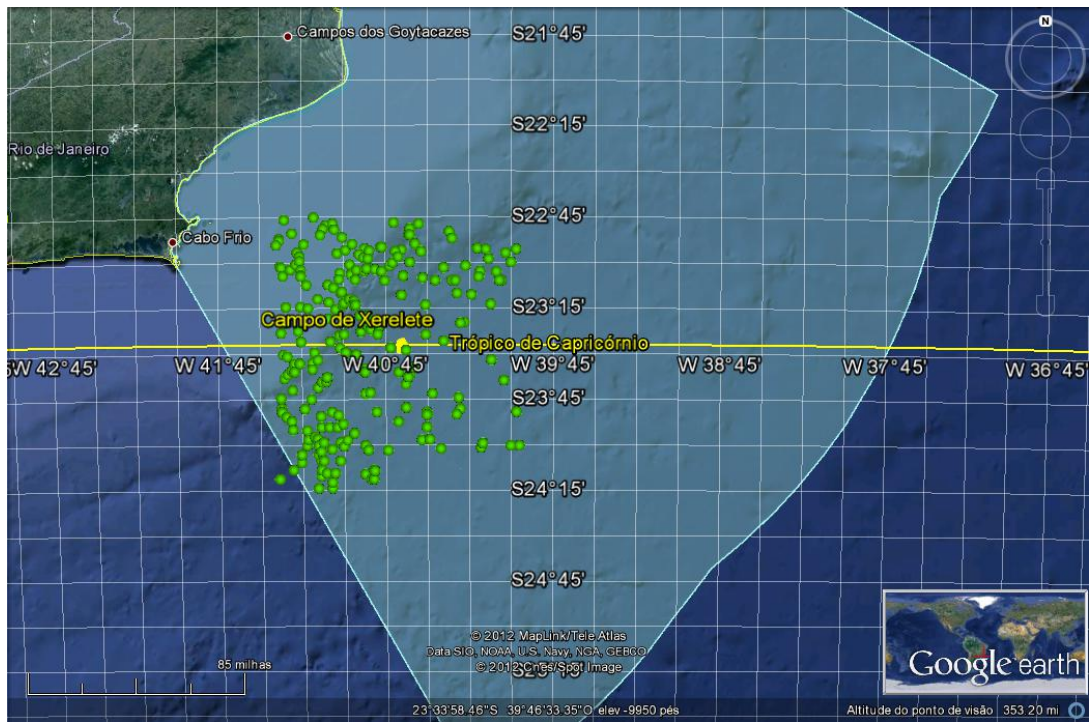 Campos dos Goytacazes
S21°45'
N
S22°15'
Rio de Janeiro
S22°45'
Cabo Frio
S23°15'
Campo de Xerelete
Trópico de Capricórnio
W 42°45' W 41°45' W 40°45' W 39°45' W 38°45' W 37°45' W 36°45'
S23°45'
S24°15'
S24°45'
© 2012 MapLink/Tele Atlas
Data SIO, NOAA, U.S. Navy, NGA, GEBCO
© 2012 Cnes/Spot Image
S25°15'
85 milhas
Google earth
23°33'58.46"S 39°46'33.35"O elev -9950 pés
Altitude do ponto de visão 353.20 mi